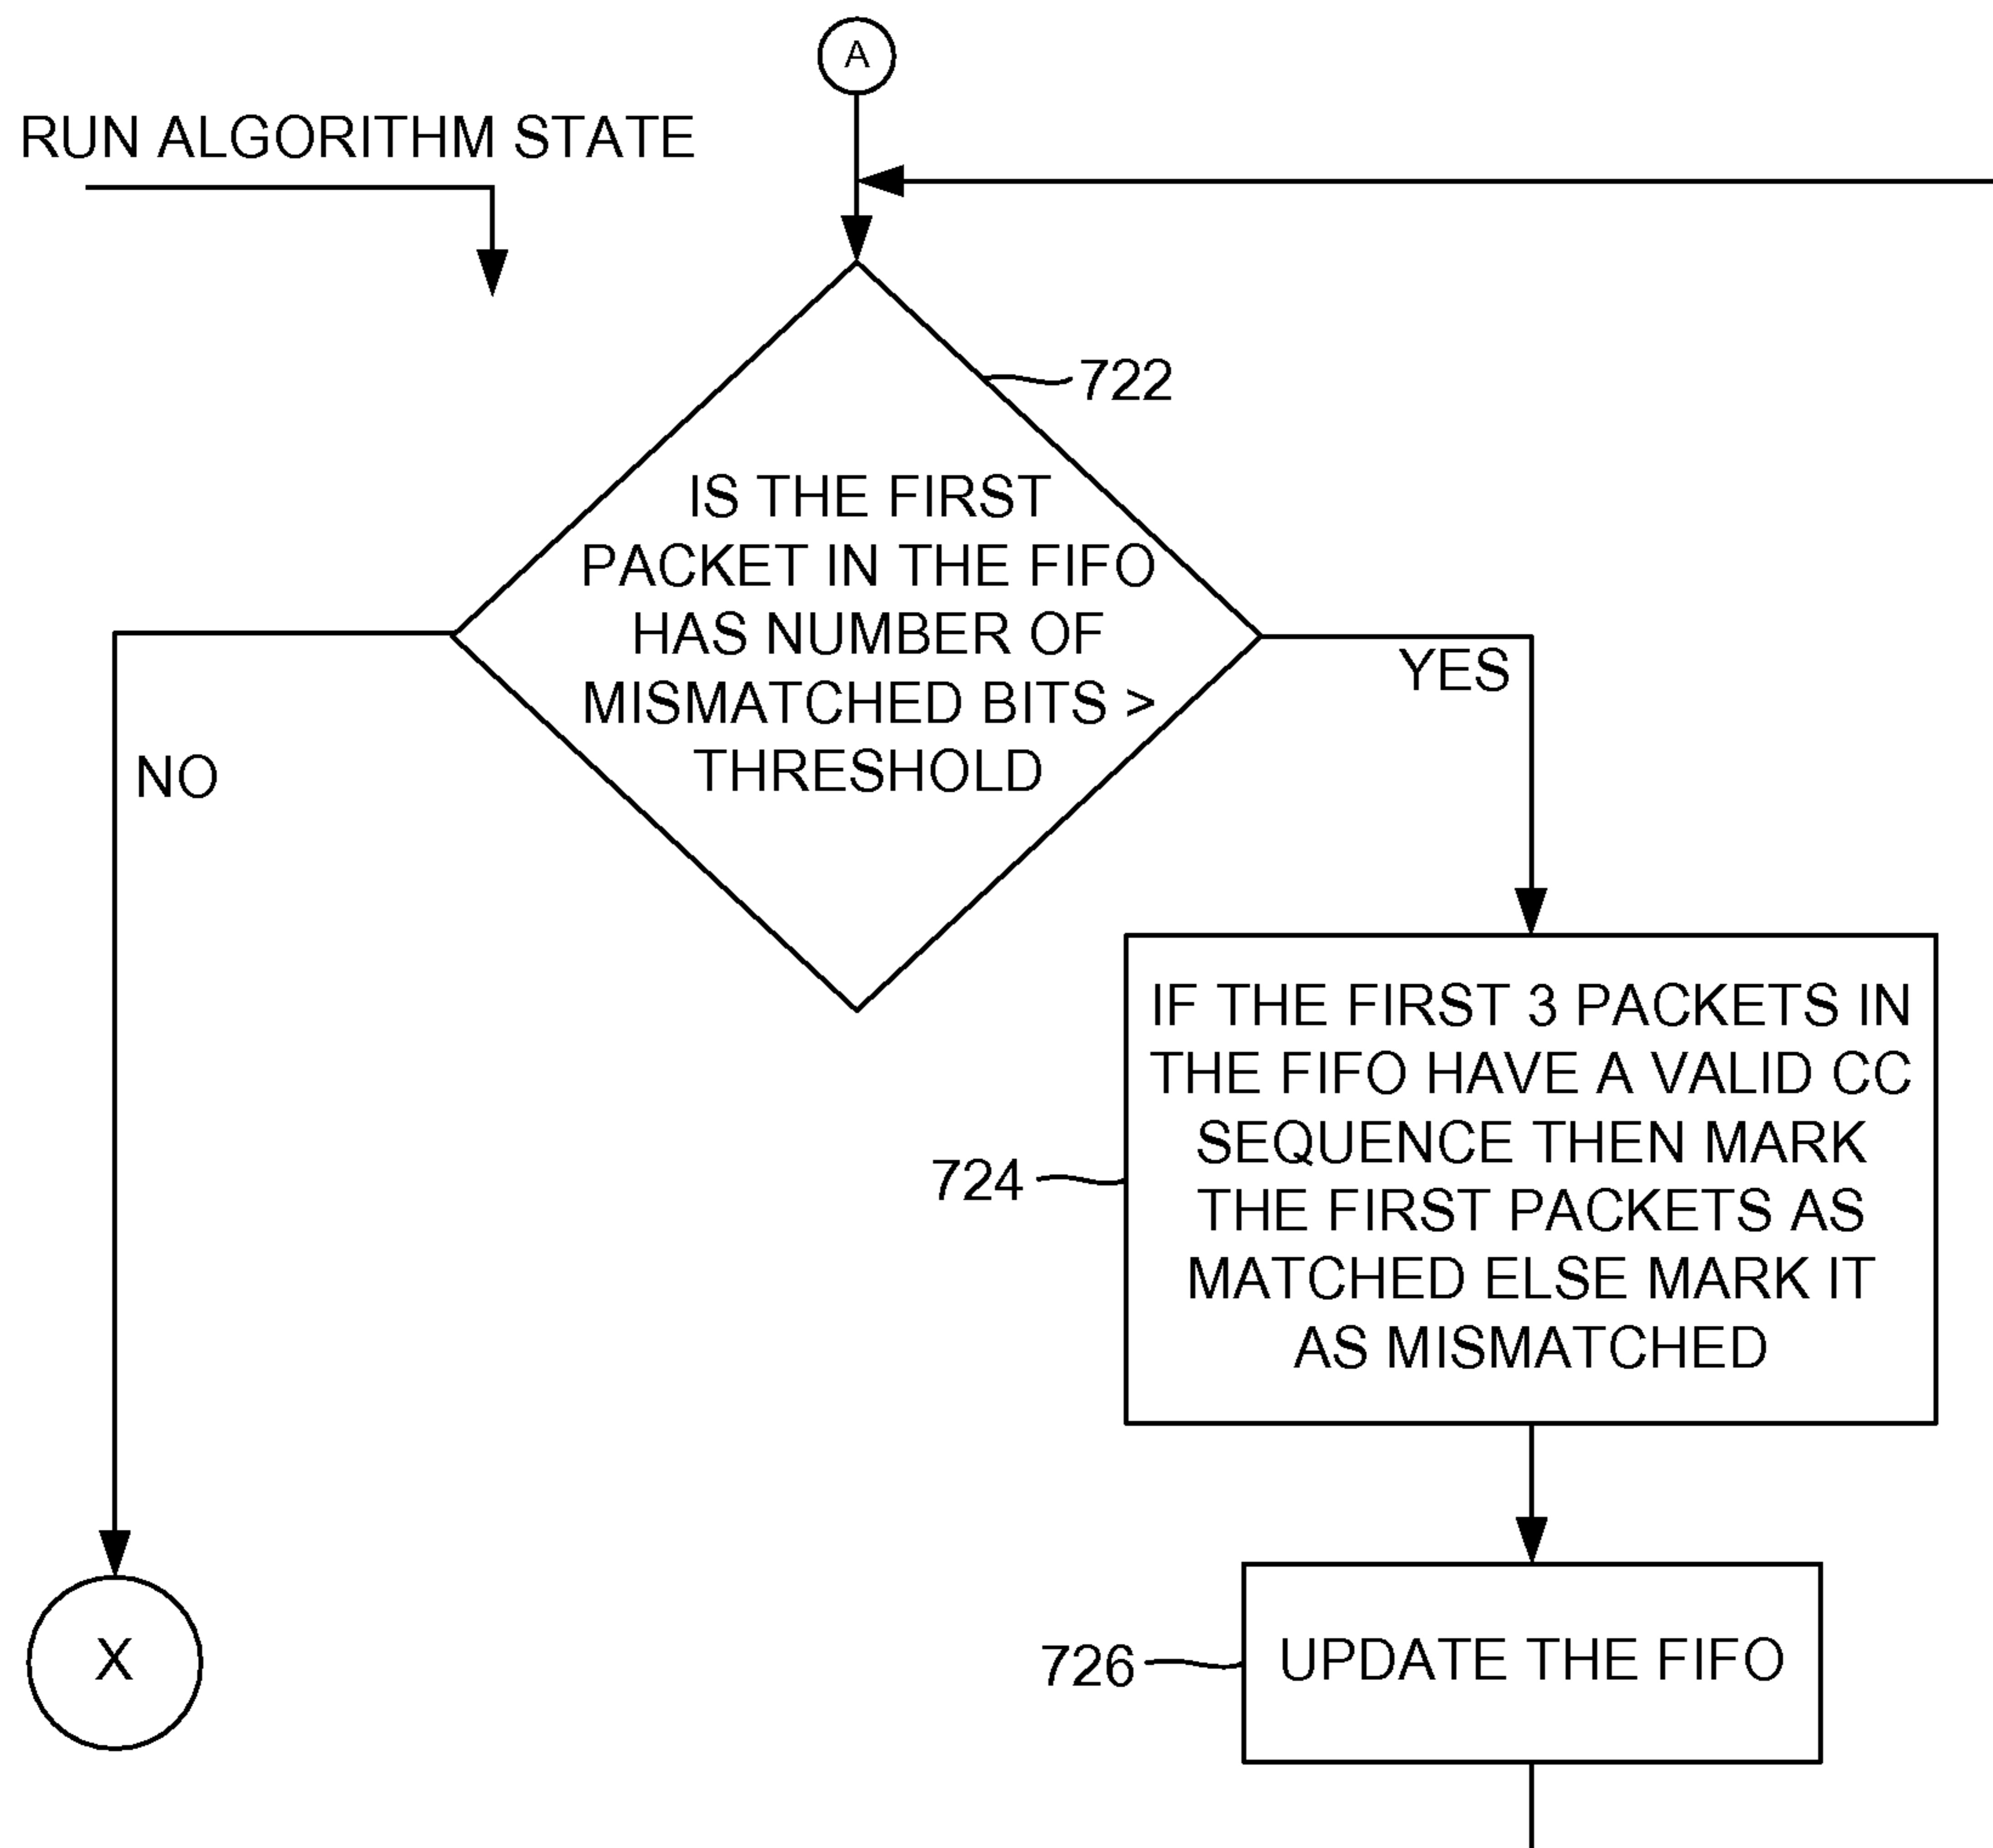 A
RUN ALGORITHM STATE
722
IS THE FIRST
PACKET IN THE FIFO
HAS NUMBER OF
MISMATCHED BITS >
THRESHOLD
YES
NO
IF THE FIRST 3 PACKETS IN
THE FIFO HAVE A VALID CC
SEQUENCE THEN MARK
THE FIRST PACKETS AS
MATCHED ELSE MARK IT
AS MISMATCHED
724
X
726
UPDATE THE FIFO